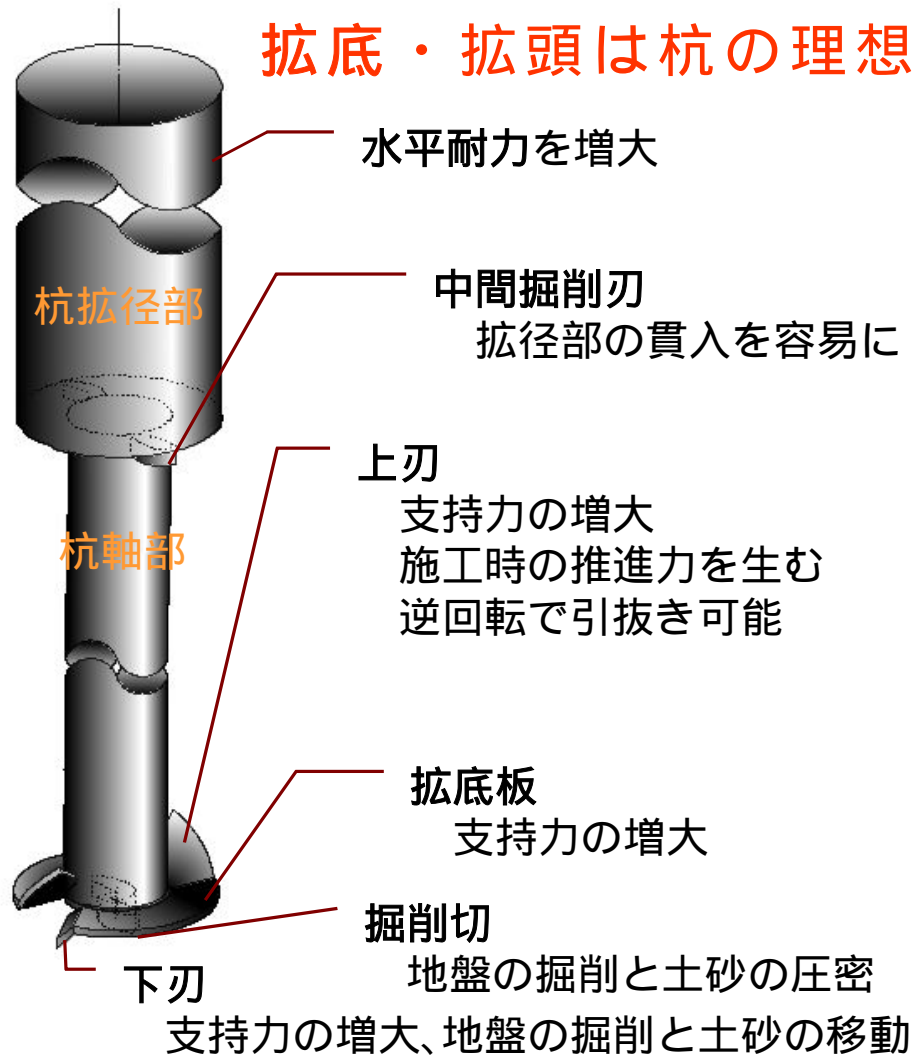 拡底・拡頭は杭の理想
水平耐力を増大
中間掘削刃
拡径部の貫入を容易に
杭拡径部
上刃
支持力の増大
施工時の推進力を生む
逆回転で引抜き可能
杭軸部
拡底板
支持力の増大
掘削切
地盤の掘削と土砂の圧密
下刃
支持力の増大、地盤の掘削と土砂の移動